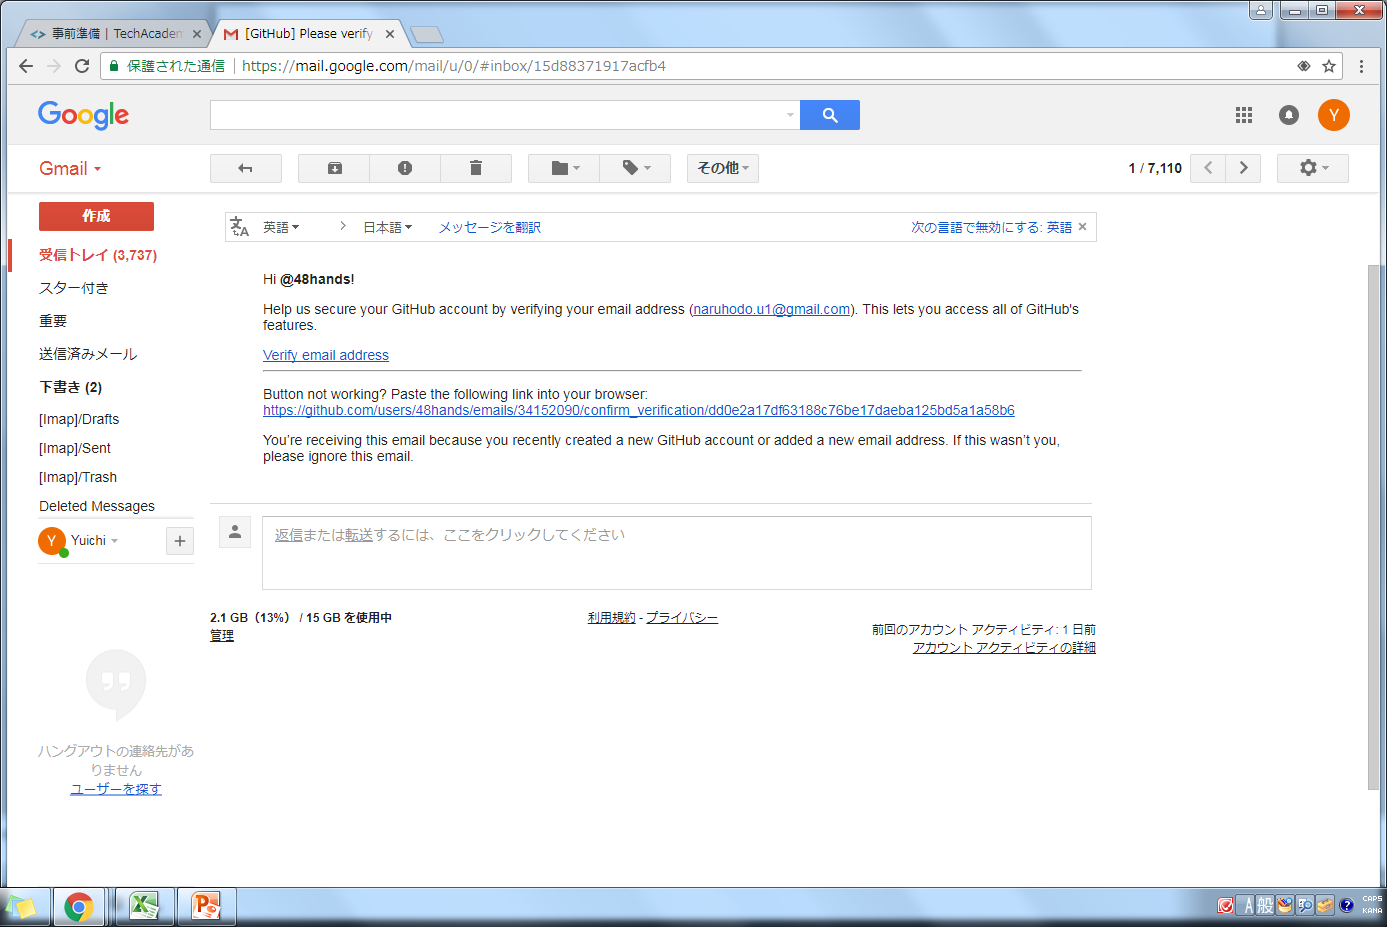 事前準備 | TechAcaden
[GitHub] Please verify
保護された通信
https://mail.google.com/mail/u/0/#inbox/15d88371917acfb4
Google
Y
Gmail
その他
1 / 7,110
作成
英語
日本語
メッセージを翻訳
次の言語で無効にする: 英語
受信トレイ (3,737)
スター付き
重要
送信済みメール
下書き (2)
[Imap]/Drafts
[Imap]/Sent
[Imap]/Trash
Deleted Messages
Y
Yuichi
Hi @48hands!
Help us secure your GitHub account by verifying your email address (naruhodo.u1@gmail.com). This lets you access all of GitHub's
features.
Verify email address
Button not working? Paste the following link into your browser:
https://github.com/users/48hands/emails/34152090/confirm_verification/dd0e2a17df63188c76be17daeba125bd5a1a58b6
You’re receiving this email because you recently created a new GitHub account or added a new email address. If this wasn’t you,
please ignore this email.
返信または転送するには、ここをクリックしてください
2.1 GB（13%） / 15 GB を使用中
管理
利用規約 - プライバシー
前回のアカウント アクティビティ: 1 日前
アカウント アクティビティの詳細
ハングアウトの連絡先があ
りません
ユーザーを探す
A 般
CAPS
KANA